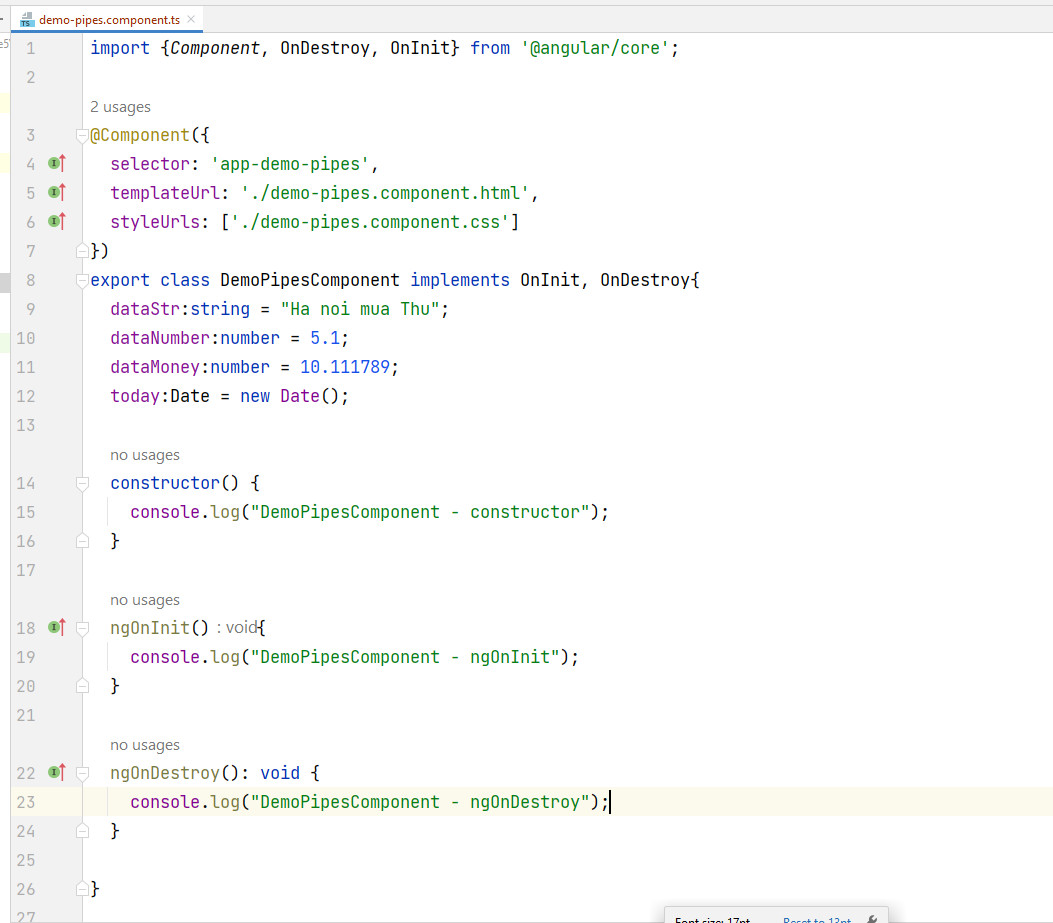 demo-pipes.component.ts
1 import {Component, OnDestroy, OnInit} from '@angular/core';
2
2 usages
3 @Component({
4 selector: 'app-demo-pipes',
5 templateUrl: './demo-pipes.component.html',
6 styleUrls: ['./demo-pipes.component.css']
7 })
8 export class DemoPipesComponent implements OnInit, OnDestroy{
9 dataStr:string = "Ha noi mua Thu";
10 dataNumber:number = 5.1;
11 dataMoney:number = 10.111789;
12 today:Date = new Date();
13
no usages
14 constructor() {
15 console.log("DemoPipesComponent - constructor");
16 }
17
no usages
18 ngOnInit() : void{
19 console.log("DemoPipesComponent - ngOnInit");
20 }
21
no usages
22 ngOnDestroy(): void {
23 console.log("DemoPipesComponent - ngOnDestroy");
24 }
25
26 }
27
Font size: 17pt Reset to 13pt